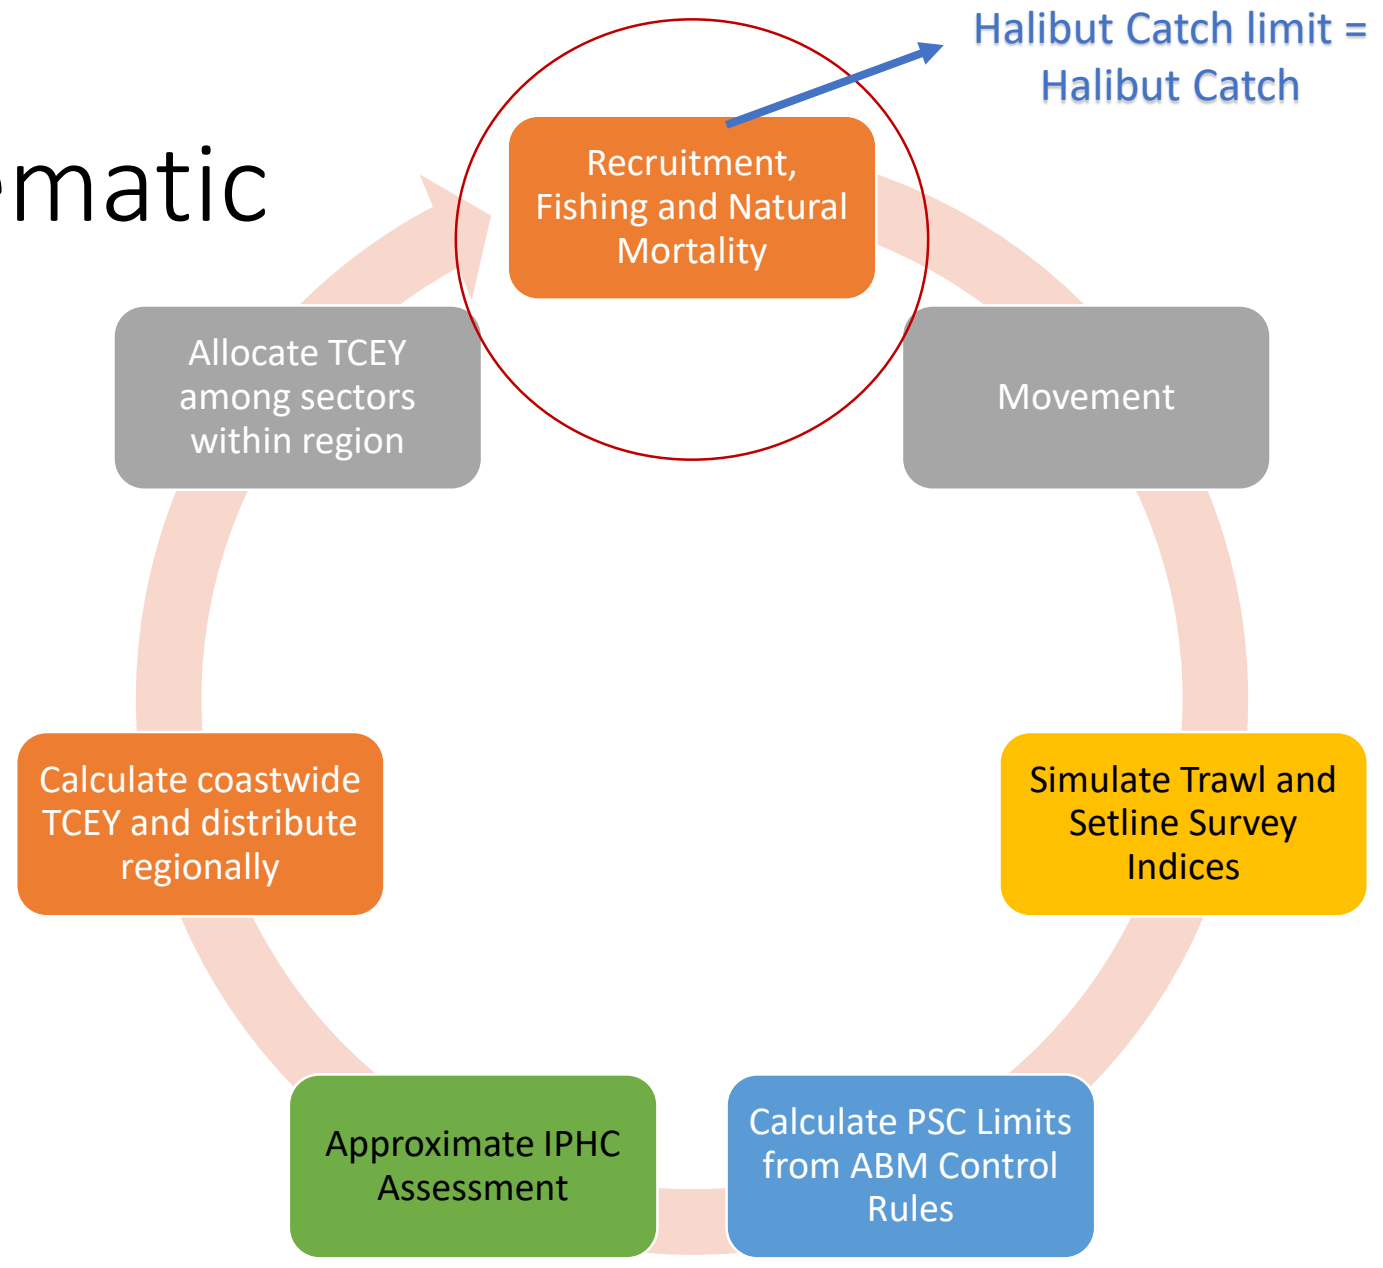 Halibut Catch limit =
Halibut Catch
ematic
Recruitment,
Fishing and Natural
Mortality
Movement
Simulate Trawl and
Setline Survey
Indices
Calculate PSC Limits
from ABM Control
Rules
Approximate IPHC
Assessment
Calculate coastwide
TCEY and distribute
regionally
Allocate TCEY
among sectors
within region